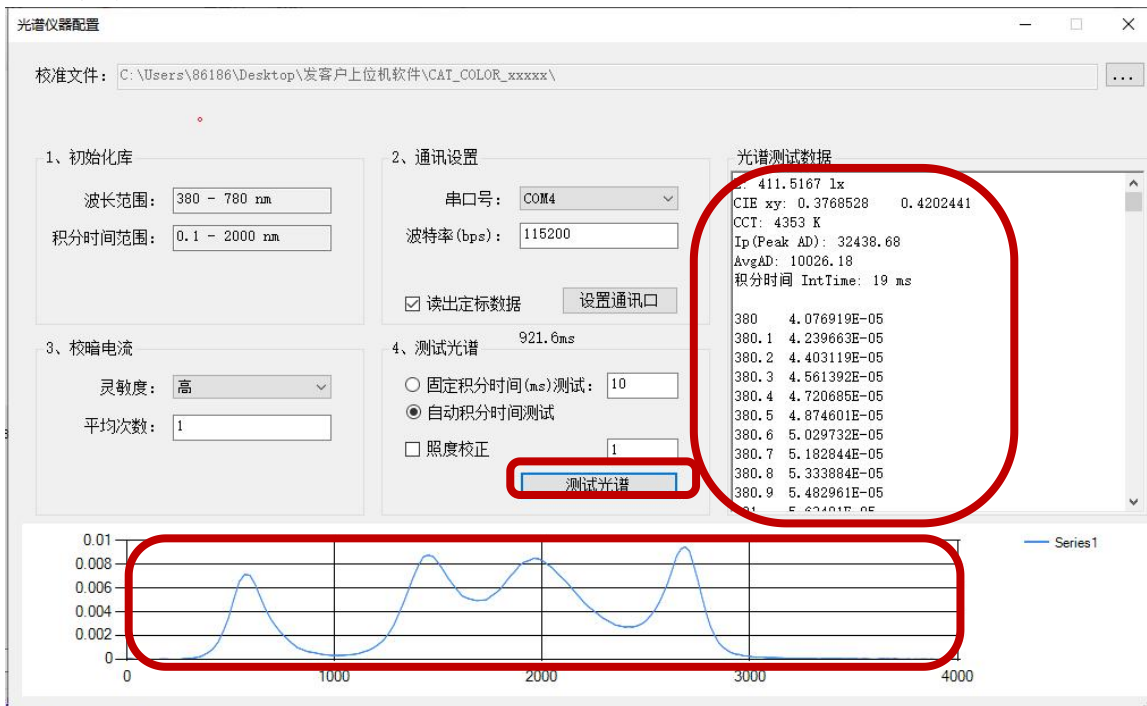 光谱仪器配置
校准文件: C:\Users\86186\Desktop\发客户上位机软件\CAT_COLOR_xxxxx\ ...
1、初始化库
波长范围: 380 - 780 nm
积分时间范围: 0.1 - 2000 nm
2、通讯设置
串口号: COM4
波特率(bps): 115200
读出定标数据 设置通讯口
921.6ms
3、校暗电流
灵敏度: 高
平均次数: 1
4、测试光谱
固定积分时间(ms)测试: 10
自动积分时间测试
照度校正 1
测试光谱
光谱测试数据
411.5167 lx
CIE xy: 0.3768528 0.4202441
CCT: 4353 K
Ip(Peak AD): 32438.68
AvgAD: 10026.18
积分时间 IntTime: 19 ms
380 4.076919E-05
380.1 4.239663E-05
380.2 4.403119E-05
380.3 4.561392E-05
380.4 4.720685E-05
380.5 4.874601E-05
380.6 5.029732E-05
380.7 5.182844E-05
380.8 5.333884E-05
380.9 5.482961E-05
0.01
0.008
0.006
0.004
0.002
0
0 1000 2000 3000 4000
Series1